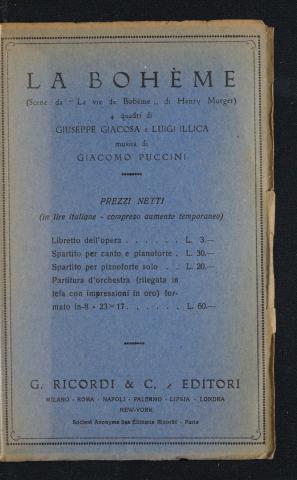 LA BOHÈME
(Scene da "La vie de Bohème„ di Henry Murger)
4 quadri di
GIUSEPPE GIACOSA e LUIGI ILLICA
musica di
GIACOMO PUCCINI
PREZZI NETTI
(in lire italiane - compreso aumento temporaneo)
Libretto dell'opera . . . . . . . L. 3.—
Spartito per canto e pianoforte . L. 30.—
Spartito per pianoforte solo . . L. 20.—
Partitura d'orchestra (rilegata in
tela con impressioni in oro) for-
mato in-8 - 23×17 . . . . . . L. 60.—
G. RICORDI & C. EDITORI
MILANO - ROMA - NAPOLI - PALERMO - LIPSIA - LONDRA
NEW-YORK
Société Anonyme des Éditions Ricordi - Paris